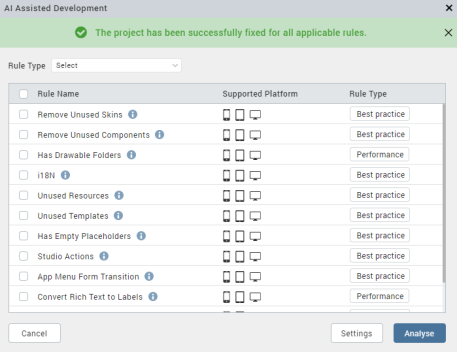 AI Assisted Development
The project has been successfully fixed for all applicable rules.
Rule Type Select
Rule Name Supported Platform Rule Type
Remove Unused Skins Best practice
Remove Unused Components Best practice
Has Drawable Folders Performance
i18N Best practice
Unused Resources Best practice
Unused Templates Best practice
Has Empty Placeholders Best practice
Studio Actions Best practice
App Menu Form Transition Best practice
Convert Rich Text to Labels Performance
Cancel Settings Analyse